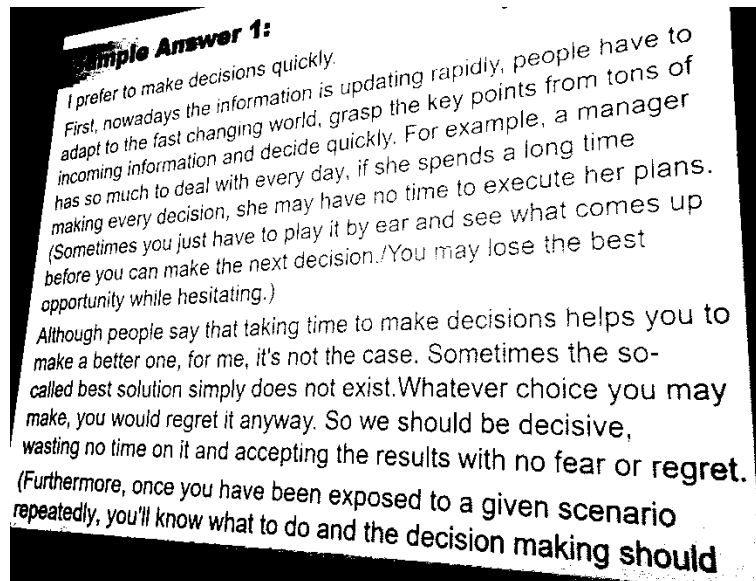 Sample Answer 1:
I prefer to make decisions quickly.
First, nowadays the information is updating rapidly, people have to
adapt to the fast changing world, grasp the key points from tons of
incoming information and decide quickly. For example, a manager
has so much to deal with every day, if she spends a long time
making every decision, she may have no time to execute her plans.
(Sometimes you just have to play it by ear and see what comes up
before you can make the next decision./You may lose the best
opportunity while hesitating.)
Although people say that taking time to make decisions helps you to
make a better one, for me, it's not the case. Sometimes the so-
called best solution simply does not exist.Whatever choice you may
make, you would regret it anyway. So we should be decisive,
wasting no time on it and accepting the results with no fear or regret.
(Furthermore, once you have been exposed to a given scenario
repeatedly, you'll know what to do and the decision making should